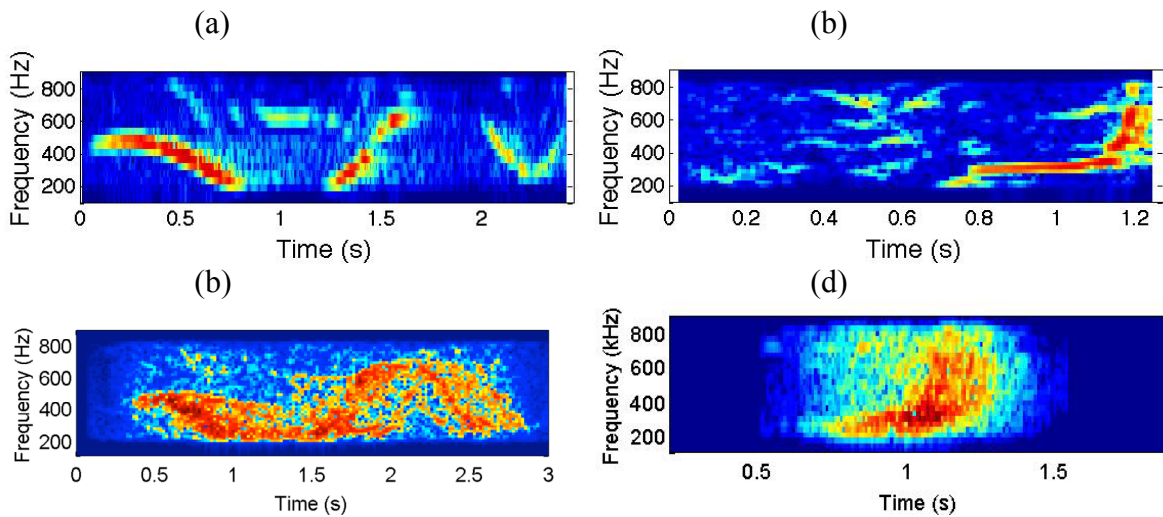 (a)
Frequency (Hz)
800
600
400
200
0 0.5 1 1.5 2
Time (s)
(b)
Frequency (Hz)
800
600
400
200
0 0.2 0.4 0.6 0.8 1 1.2
Time (s)
(b)
Frequency (Hz)
800
600
400
200
0 0.5 1 1.5 2 2.5 3
Time (s)
(d)
Frequency (kHz)
800
600
400
200
0.5 1 1.5
Time (s)